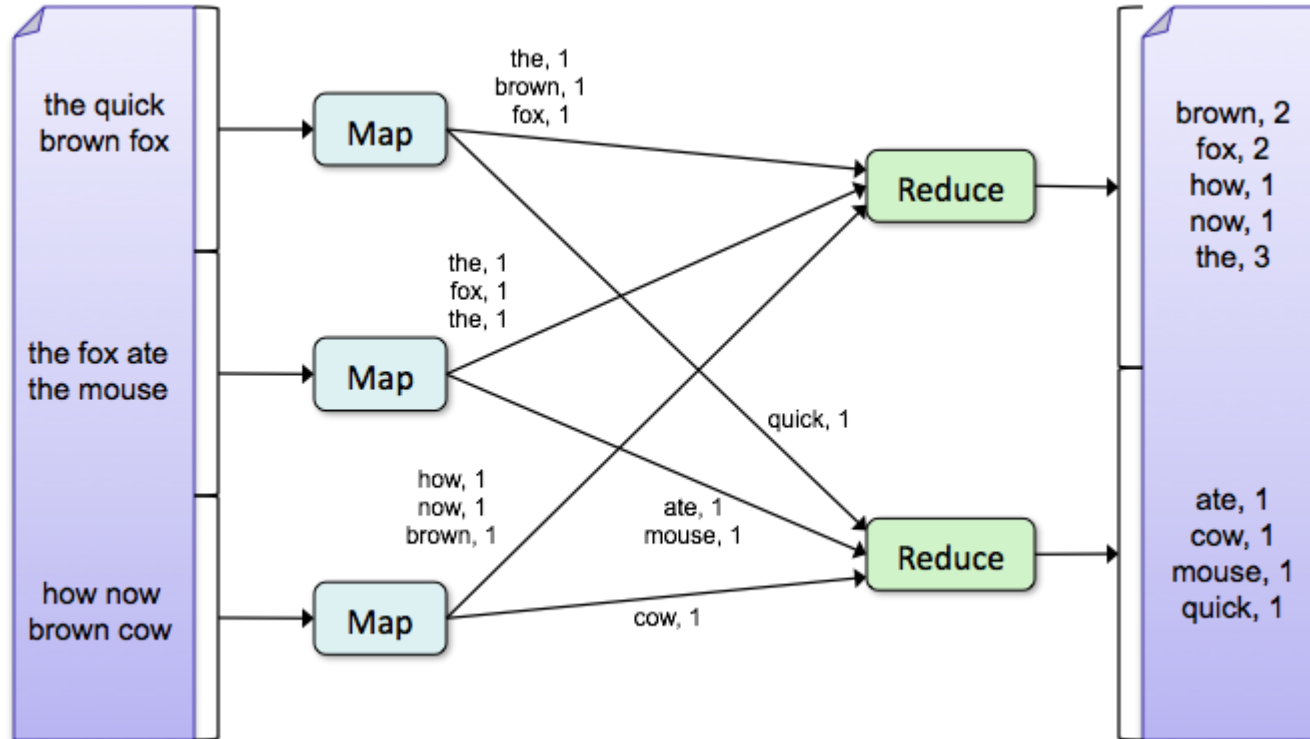 the quick
brown fox
the fox ate
the mouse
how now
brown cow
Map
Map
Map
the, 1
brown, 1
fox, 1
the, 1
fox, 1
the, 1
how, 1
now, 1
brown, 1
quick, 1
ate, 1
mouse, 1
cow, 1
Reduce
Reduce
brown, 2
fox, 2
how, 1
now, 1
the, 3
ate, 1
cow, 1
mouse, 1
quick, 1